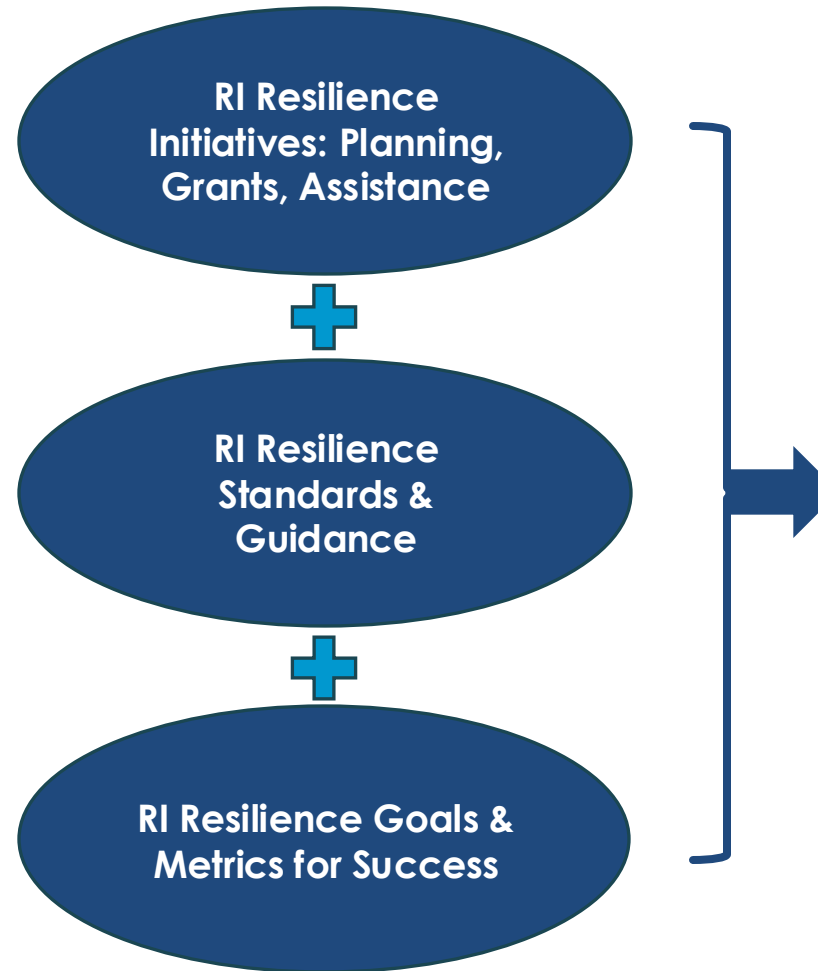 RI Resilience
Initiatives: Planning,
Grants, Assistance
RI Resilience
Standards &
Guidance
RI Resilience Goals &
Metrics for Success